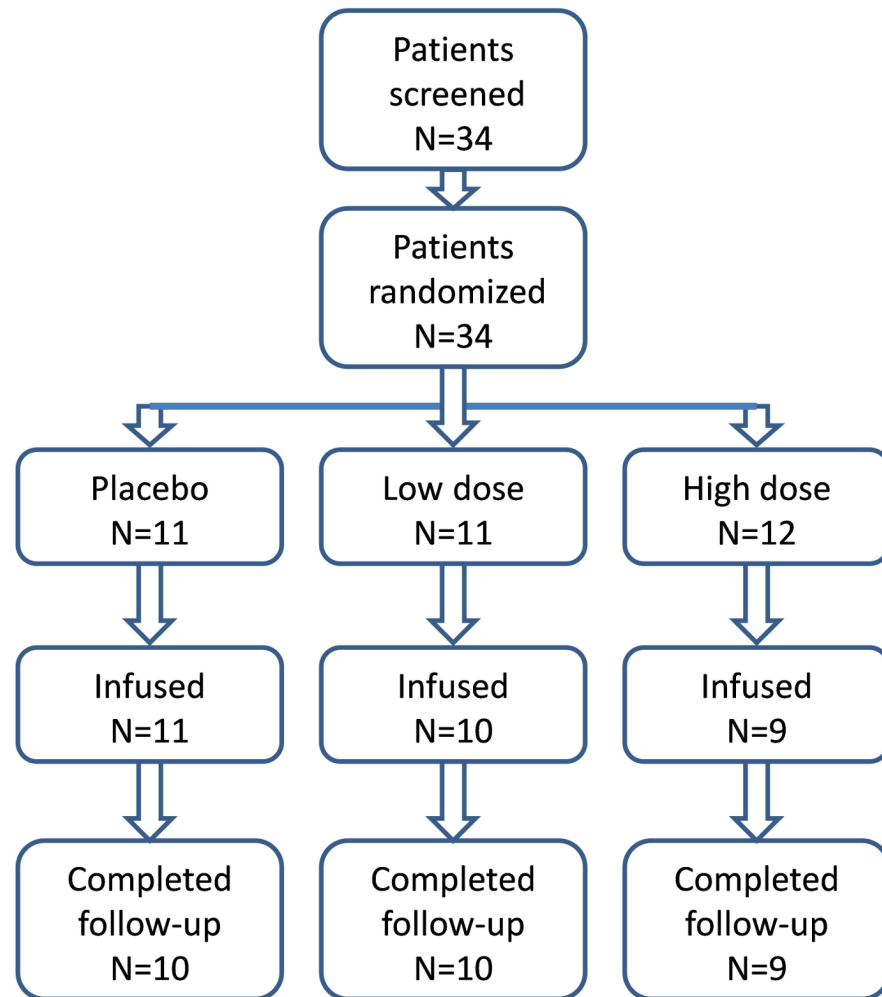 Patients
screened
N=34
Patients
randomized
N=34
Placebo
N=11
Low dose
N=11
High dose
N=12
Infused
N=11
Infused
N=10
Infused
N=9
Completed
follow-up
N=10
Completed
follow-up
N=10
Completed
follow-up
N=9